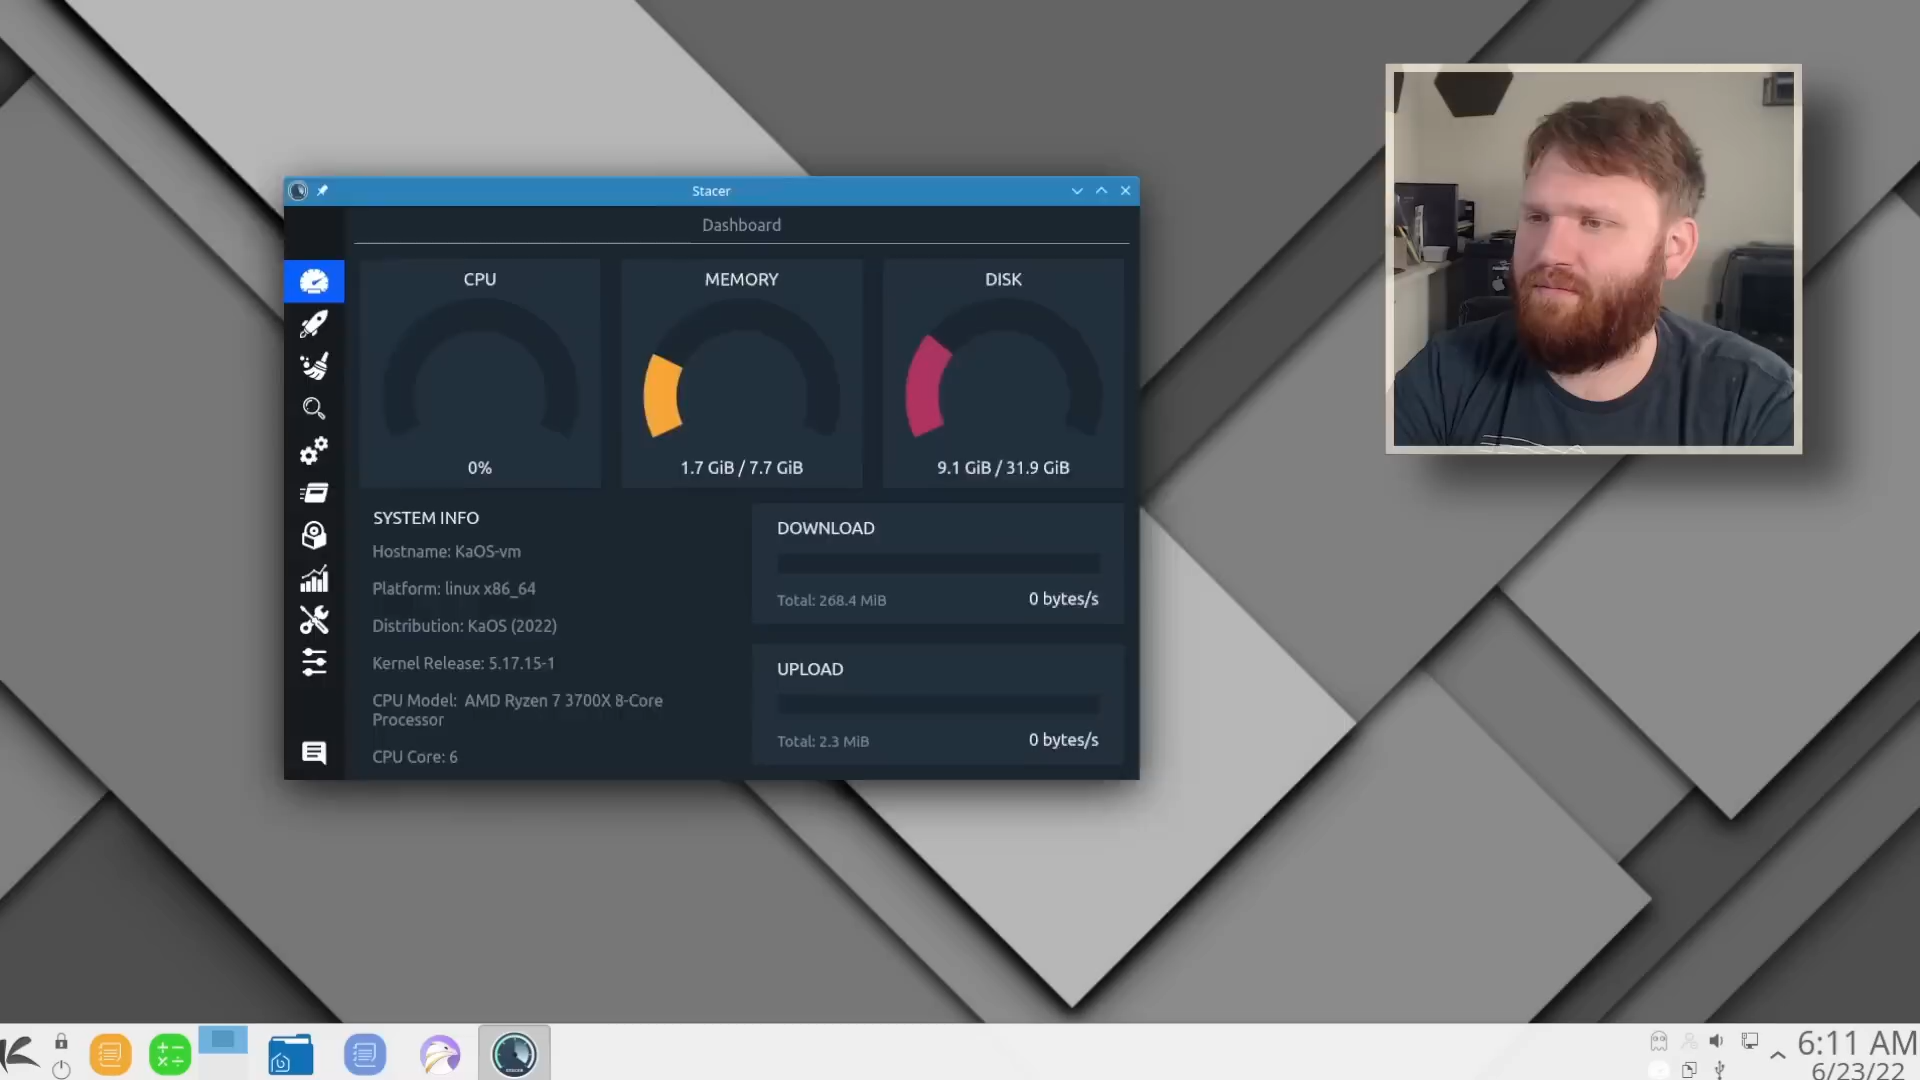 Stacer
Dashboard
CPU
MEMORY
DISK
0%
1.7 GiB / 7.7 GiB
9.1 GiB / 31.9 GiB
SYSTEM INFO
Hostname: KaOS-vm
Platform: linux x86_64
Distribution: KaOS (2022)
Kernel Release: 5.17.15-1
CPU Model: AMD Ryzen 7 3700X 8-Core
Processor
CPU Core: 6
DOWNLOAD
Total: 268.4 MiB
0 bytes/s
UPLOAD
Total: 2.3 MiB
0 bytes/s
6:11 AM
6/23/22